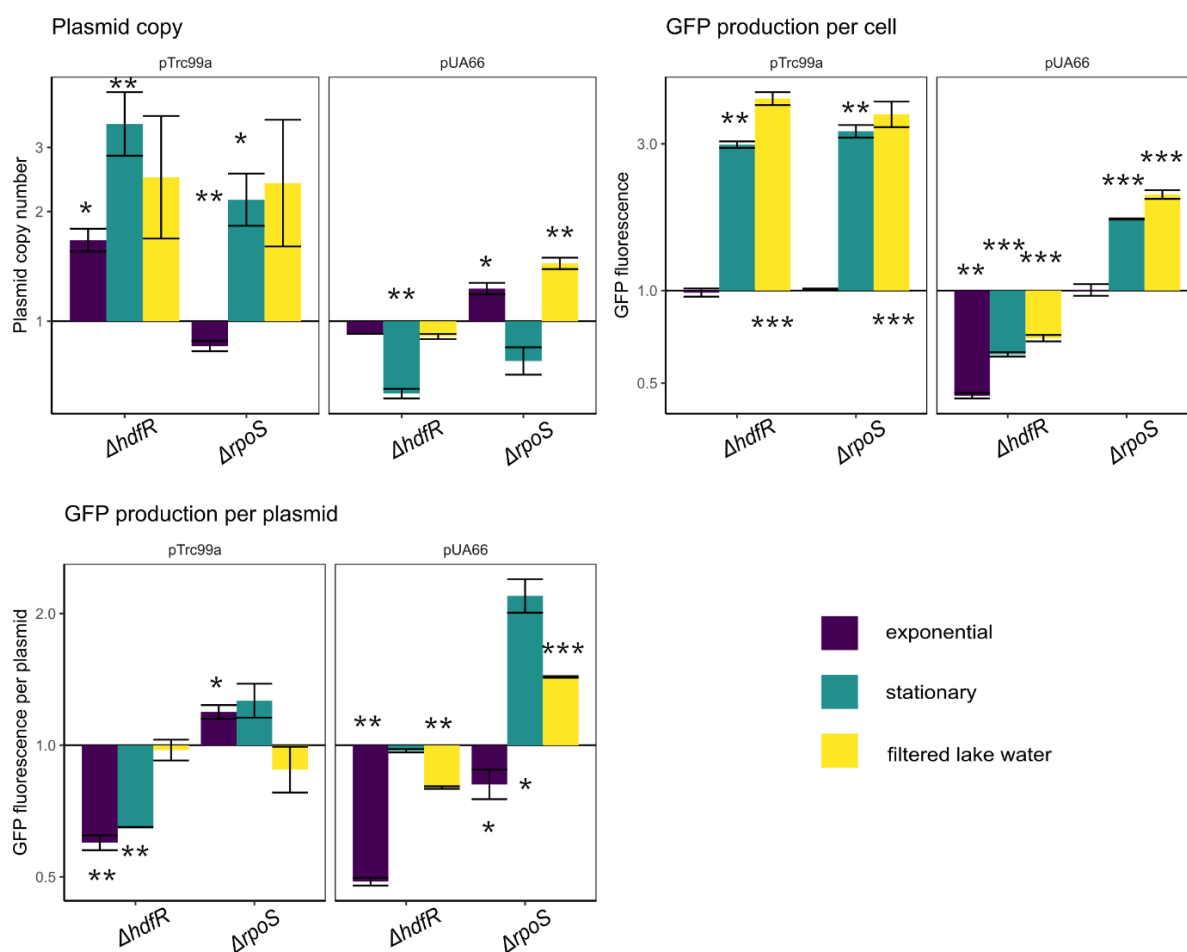 Plasmid copy
pTrc99a
pUA66
Plasmid copy number
3
2
1
** 
*
**
*
**
*
**
ΔhdfR
ΔrpoS
ΔhdfR
ΔrpoS
GFP production per cell
pTrc99a
pUA66
GFP fluorescence
3.0
1.0
0.5
**
***
**
***
**
***
***
***
***
ΔhdfR
ΔrpoS
ΔhdfR
ΔrpoS
GFP production per plasmid
pTrc99a
pUA66
GFP fluorescence per plasmid
2.0
1.0
0.5
**
**
*
**
**
*
*
***
ΔhdfR
ΔrpoS
ΔhdfR
ΔrpoS
exponential
stationary
filtered lake water